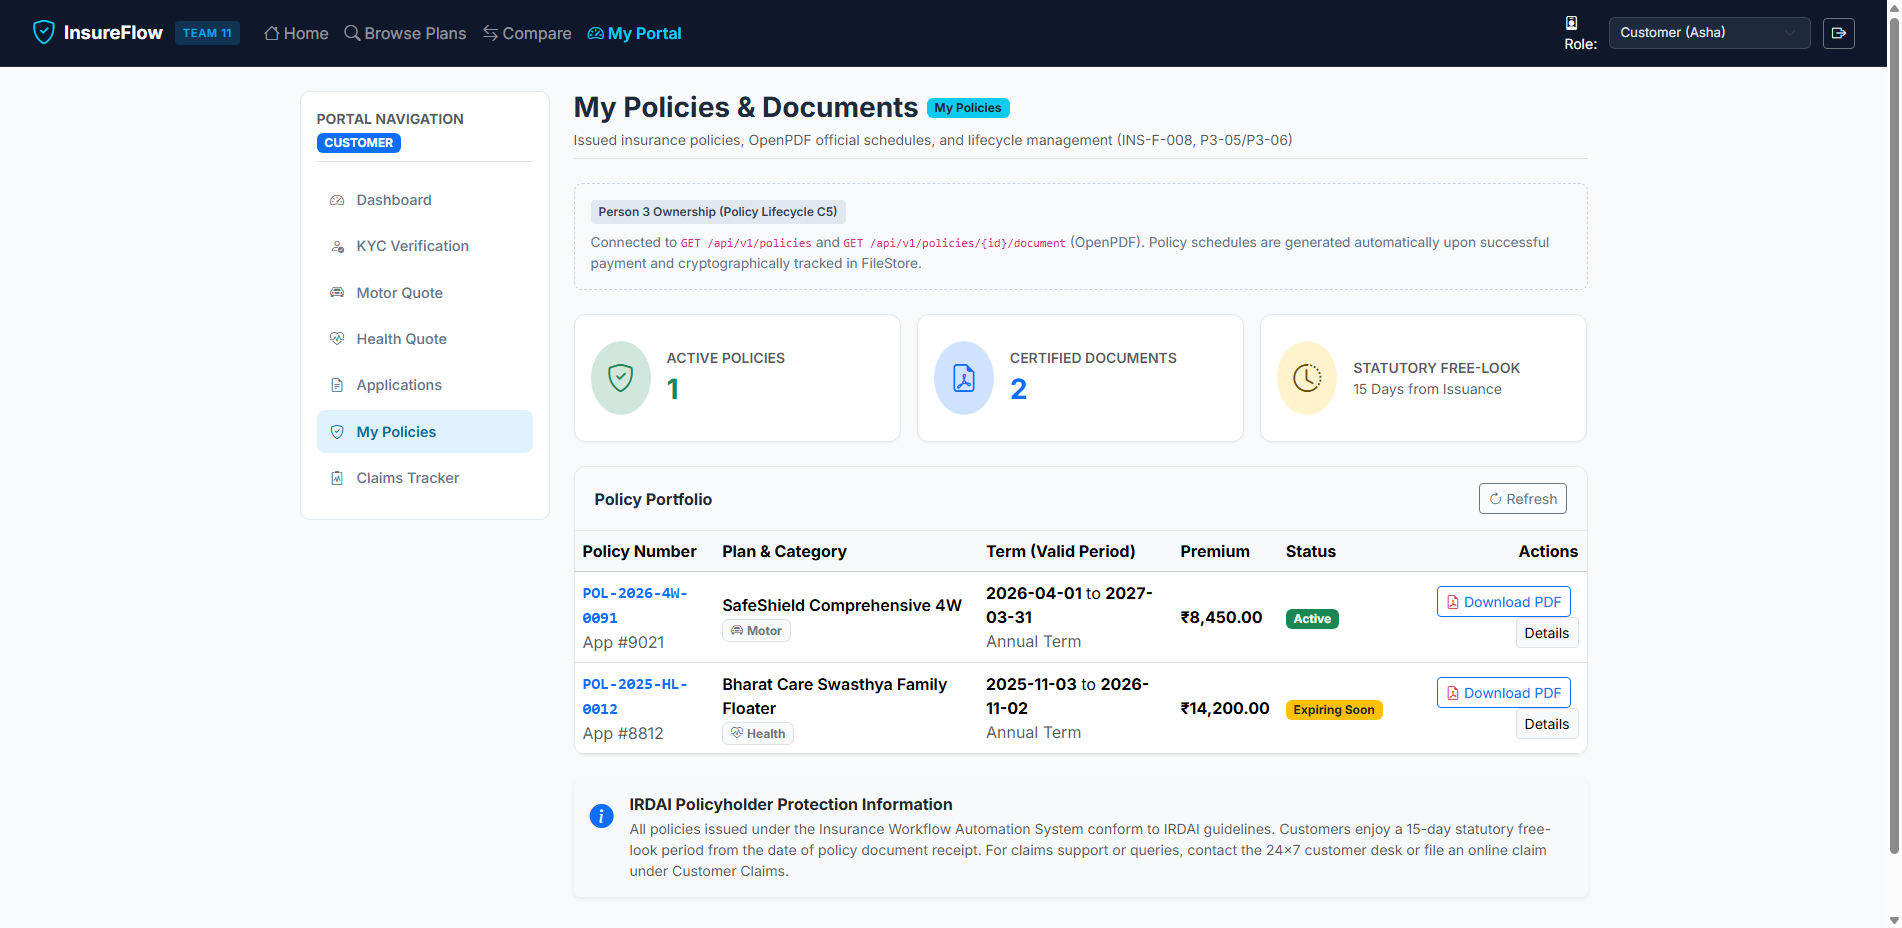 InsureFlow TEAM 11 Home Browse Plans Compare My Portal Role: Customer (Asha)
PORTAL NAVIGATION
CUSTOMER
Dashboard
KYC Verification
Motor Quote
Health Quote
Applications
My Policies
Claims Tracker
My Policies & Documents My Policies
Issued insurance policies, OpenPDF official schedules, and lifecycle management (INS-F-008, P3-05/P3-06)
Person 3 Ownership (Policy Lifecycle C5)
Connected to GET /api/v1/policies and GET /api/v1/policies/{id}/document (OpenPDF). Policy schedules are generated automatically upon successful
payment and cryptographically tracked in FileStore.
ACTIVE POLICIES
1
CERTIFIED DOCUMENTS
2
STATUTORY FREE-LOOK
15 Days from Issuance
Policy Portfolio Refresh
Policy Number Plan & Category Term (Valid Period) Premium Status Actions
POL-2026-4W-
0091
App #9021
SafeShield Comprehensive 4W
Motor
2026-04-01 to 2027-
03-31
Annual Term
₹8,450.00
Active
Download PDF
Details
POL-2025-HL-
0012
App #8812
Bharat Care Swasthya Family
Floater
Health
2025-11-03 to 2026-
11-02
Annual Term
₹14,200.00
Expiring Soon
Download PDF
Details
IRDAI Policyholder Protection Information
All policies issued under the Insurance Workflow Automation System conform to IRDAI guidelines. Customers enjoy a 15-day statutory free-
look period from the date of policy document receipt. For claims support or queries, contact the 24×7 customer desk or file an online claim
under Customer Claims.